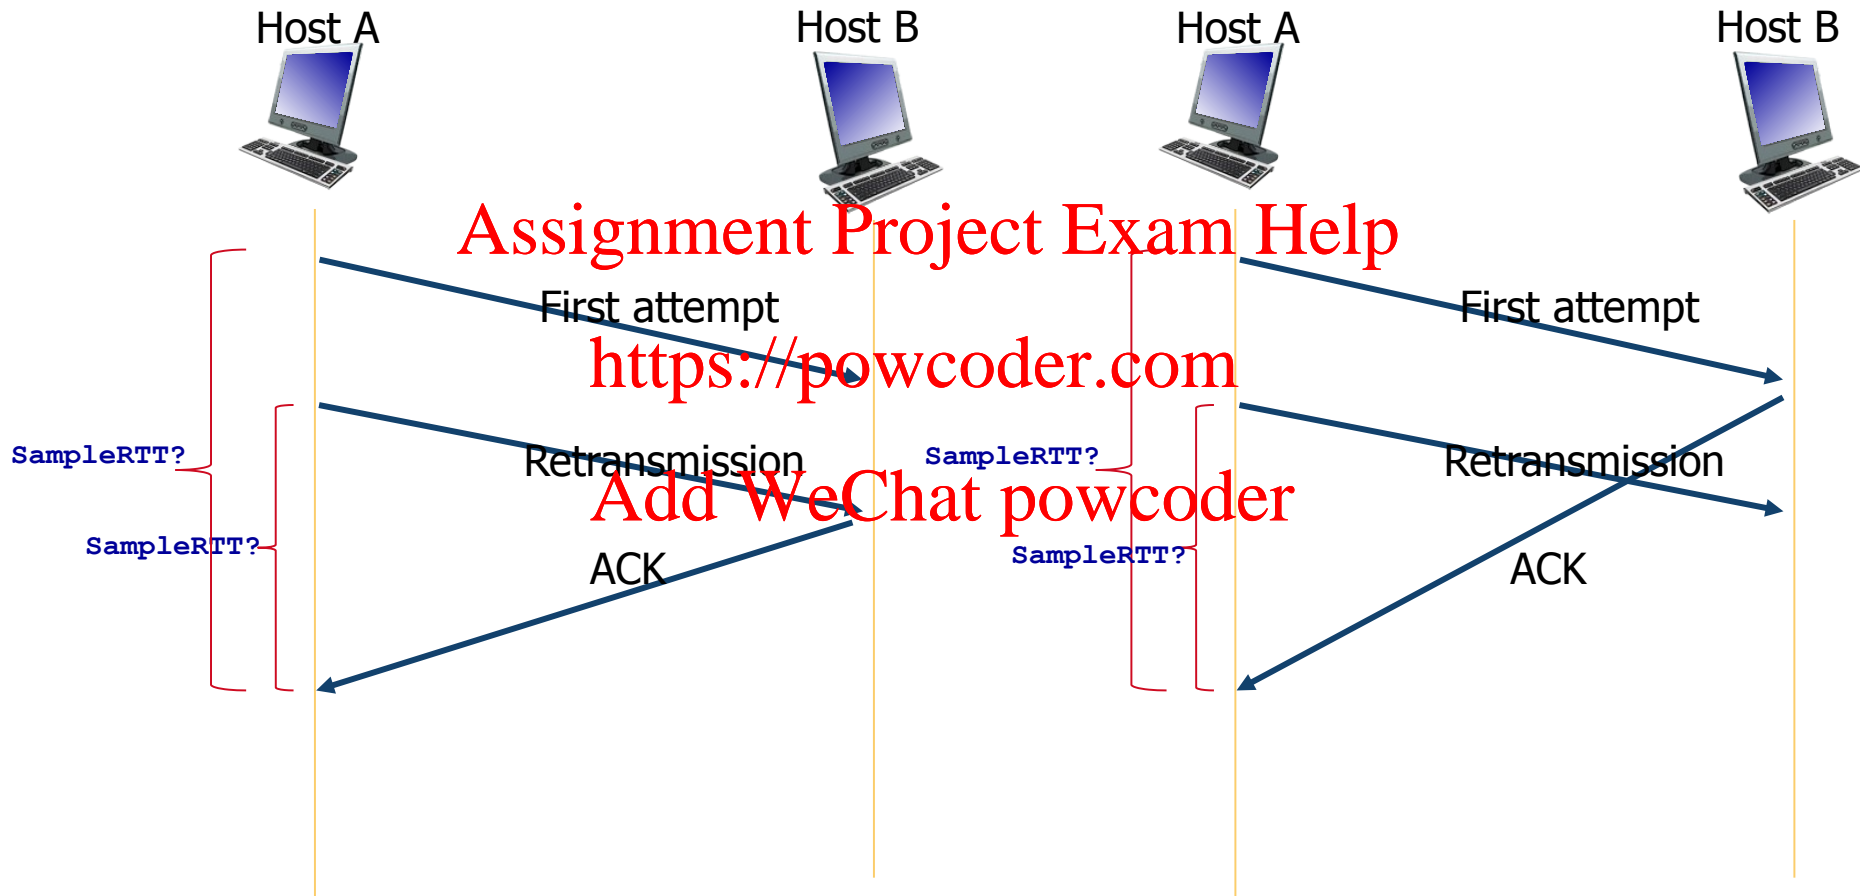 Host A
Host B
Host A
Host B
Assignment Project Exam Help
First attempt
First attempt
https://powcoder.com
SampleRTT?
Retransmission
SampleRTT?
Retransmission
Add WeChat powcoder
SampleRTT?
ACK
SampleRTT?
ACK